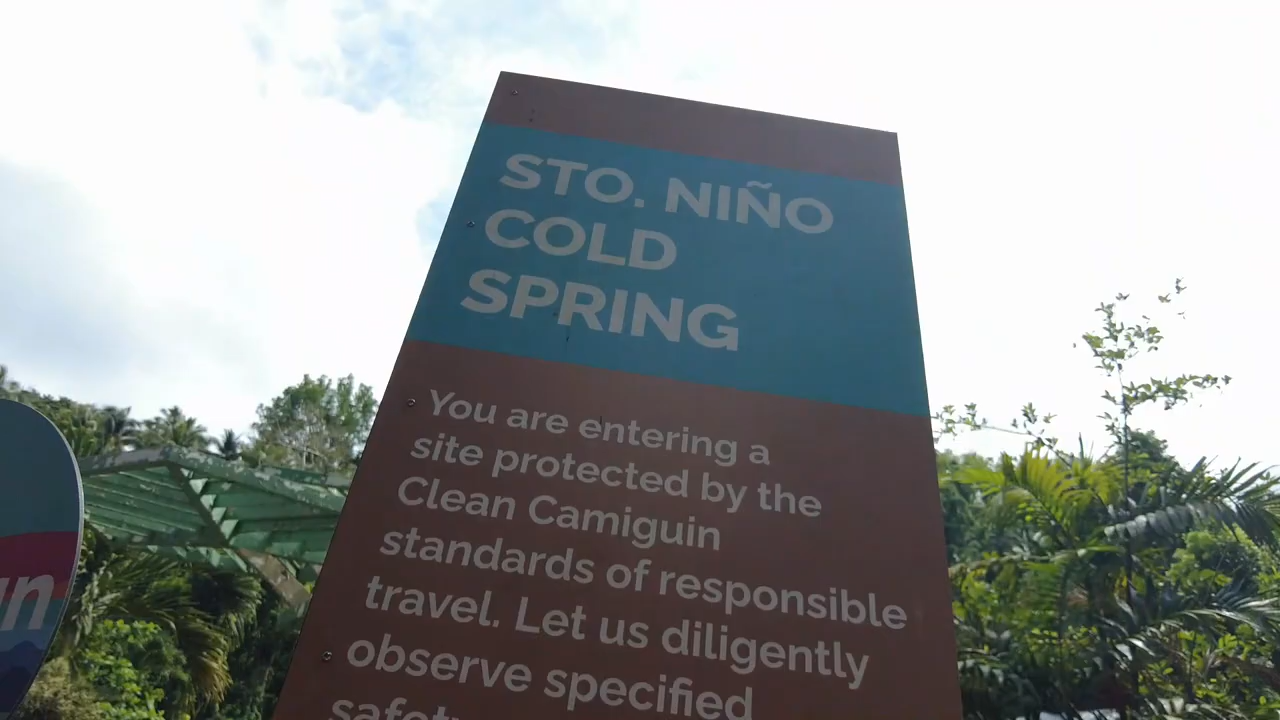 STO. NIÑO
COLD
SPRING
You are entering a
site protected by the
Clean Camiguin
standards of responsible
travel. Let us diligently
observe specified